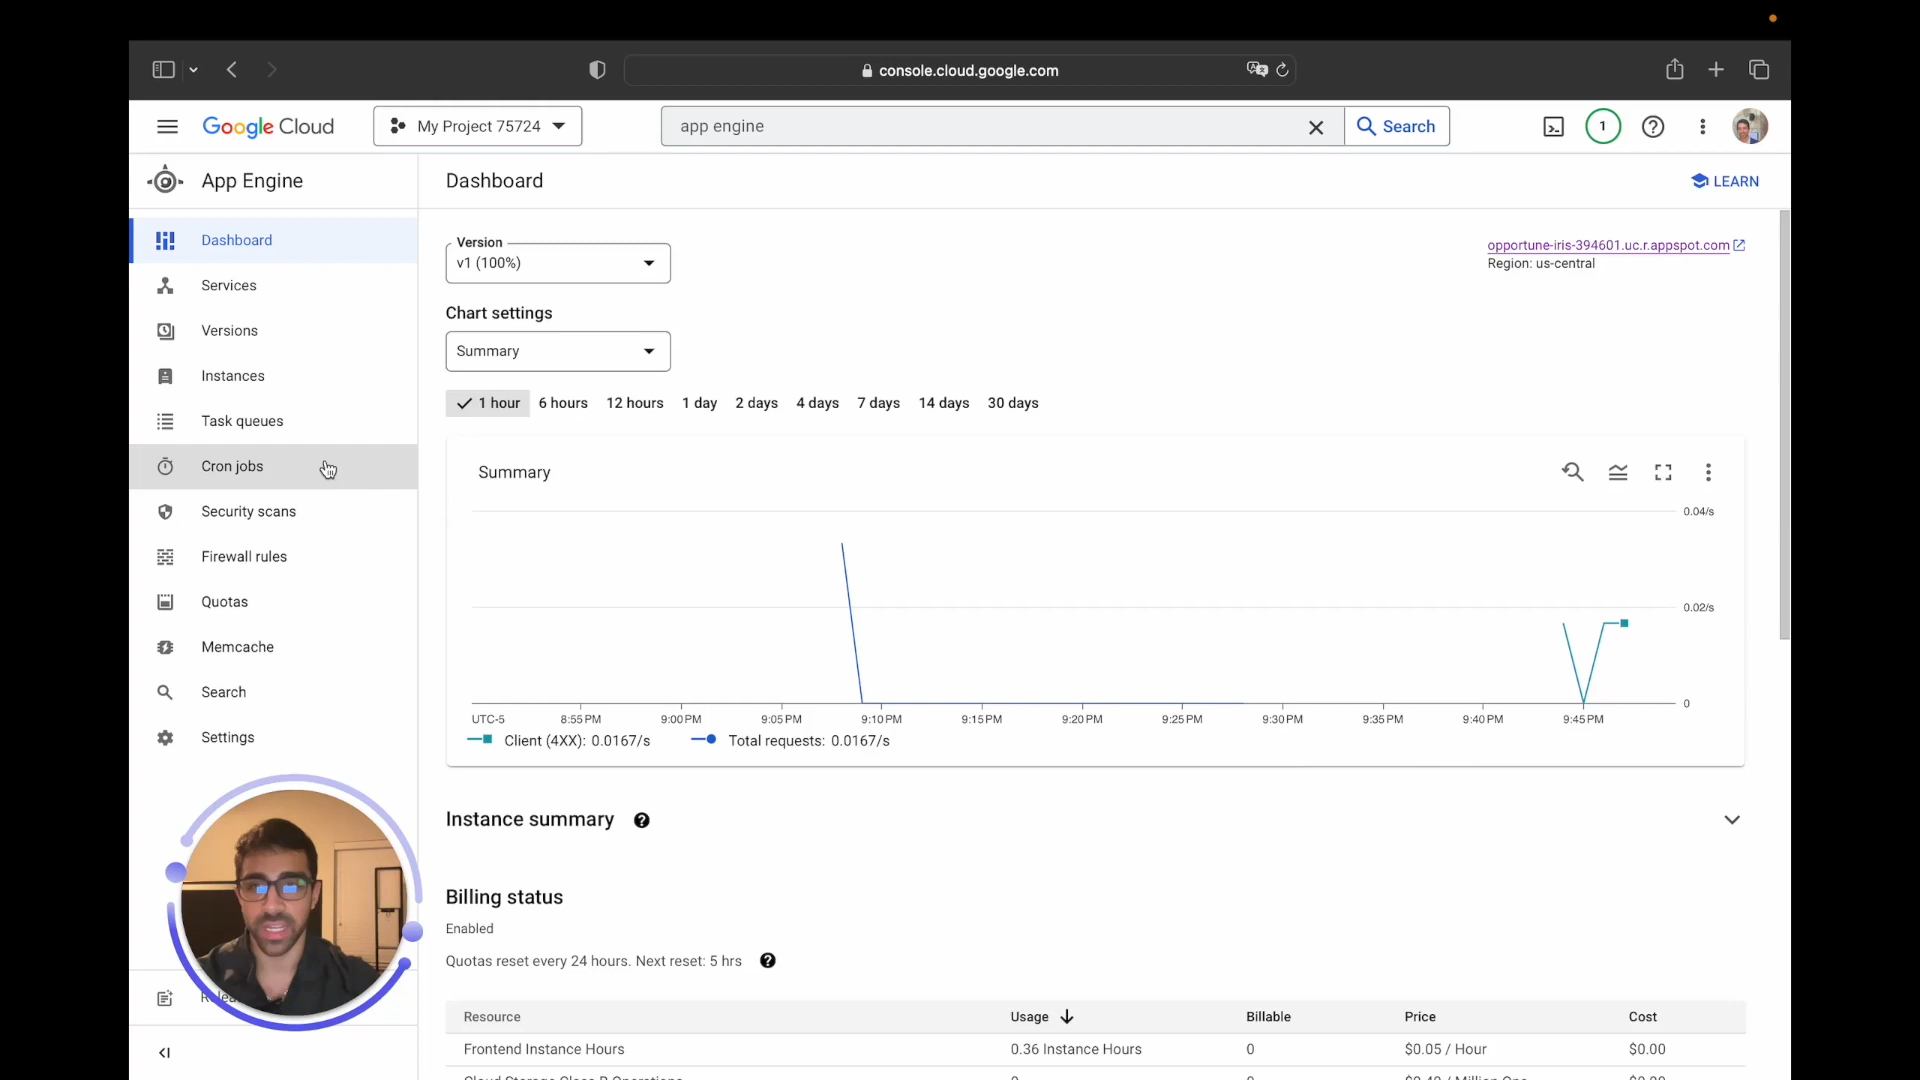 console.cloud.google.com
Google Cloud
My Project 75724
app engine
Search
1
App Engine
Dashboard
LEARN
Dashboard
Services
Versions
Instances
Task queues
Cron jobs
Security scans
Firewall rules
Quotas
Memcache
Search
Settings
Version
v1 (100%)
opportune-iris-394601.uc.r.appspot.com
Region: us-central
Chart settings
Summary
1 hour 6 hours 12 hours 1 day 2 days 4 days 7 days 14 days 30 days
Summary
0.04/s
0.02/s
0
UTC-5 8:55 PM 9:00 PM 9:05 PM 9:10 PM 9:15 PM 9:20 PM 9:25 PM 9:30 PM 9:35 PM 9:40 PM 9:45 PM
Client (4XX): 0.0167/s Total requests: 0.0167/s
Instance summary
Billing status
Enabled
Quotas reset every 24 hours. Next reset: 5 hrs
Resource Usage Billable Price Cost
Frontend Instance Hours 0.36 Instance Hours 0 $0.05 / Hour $0.00